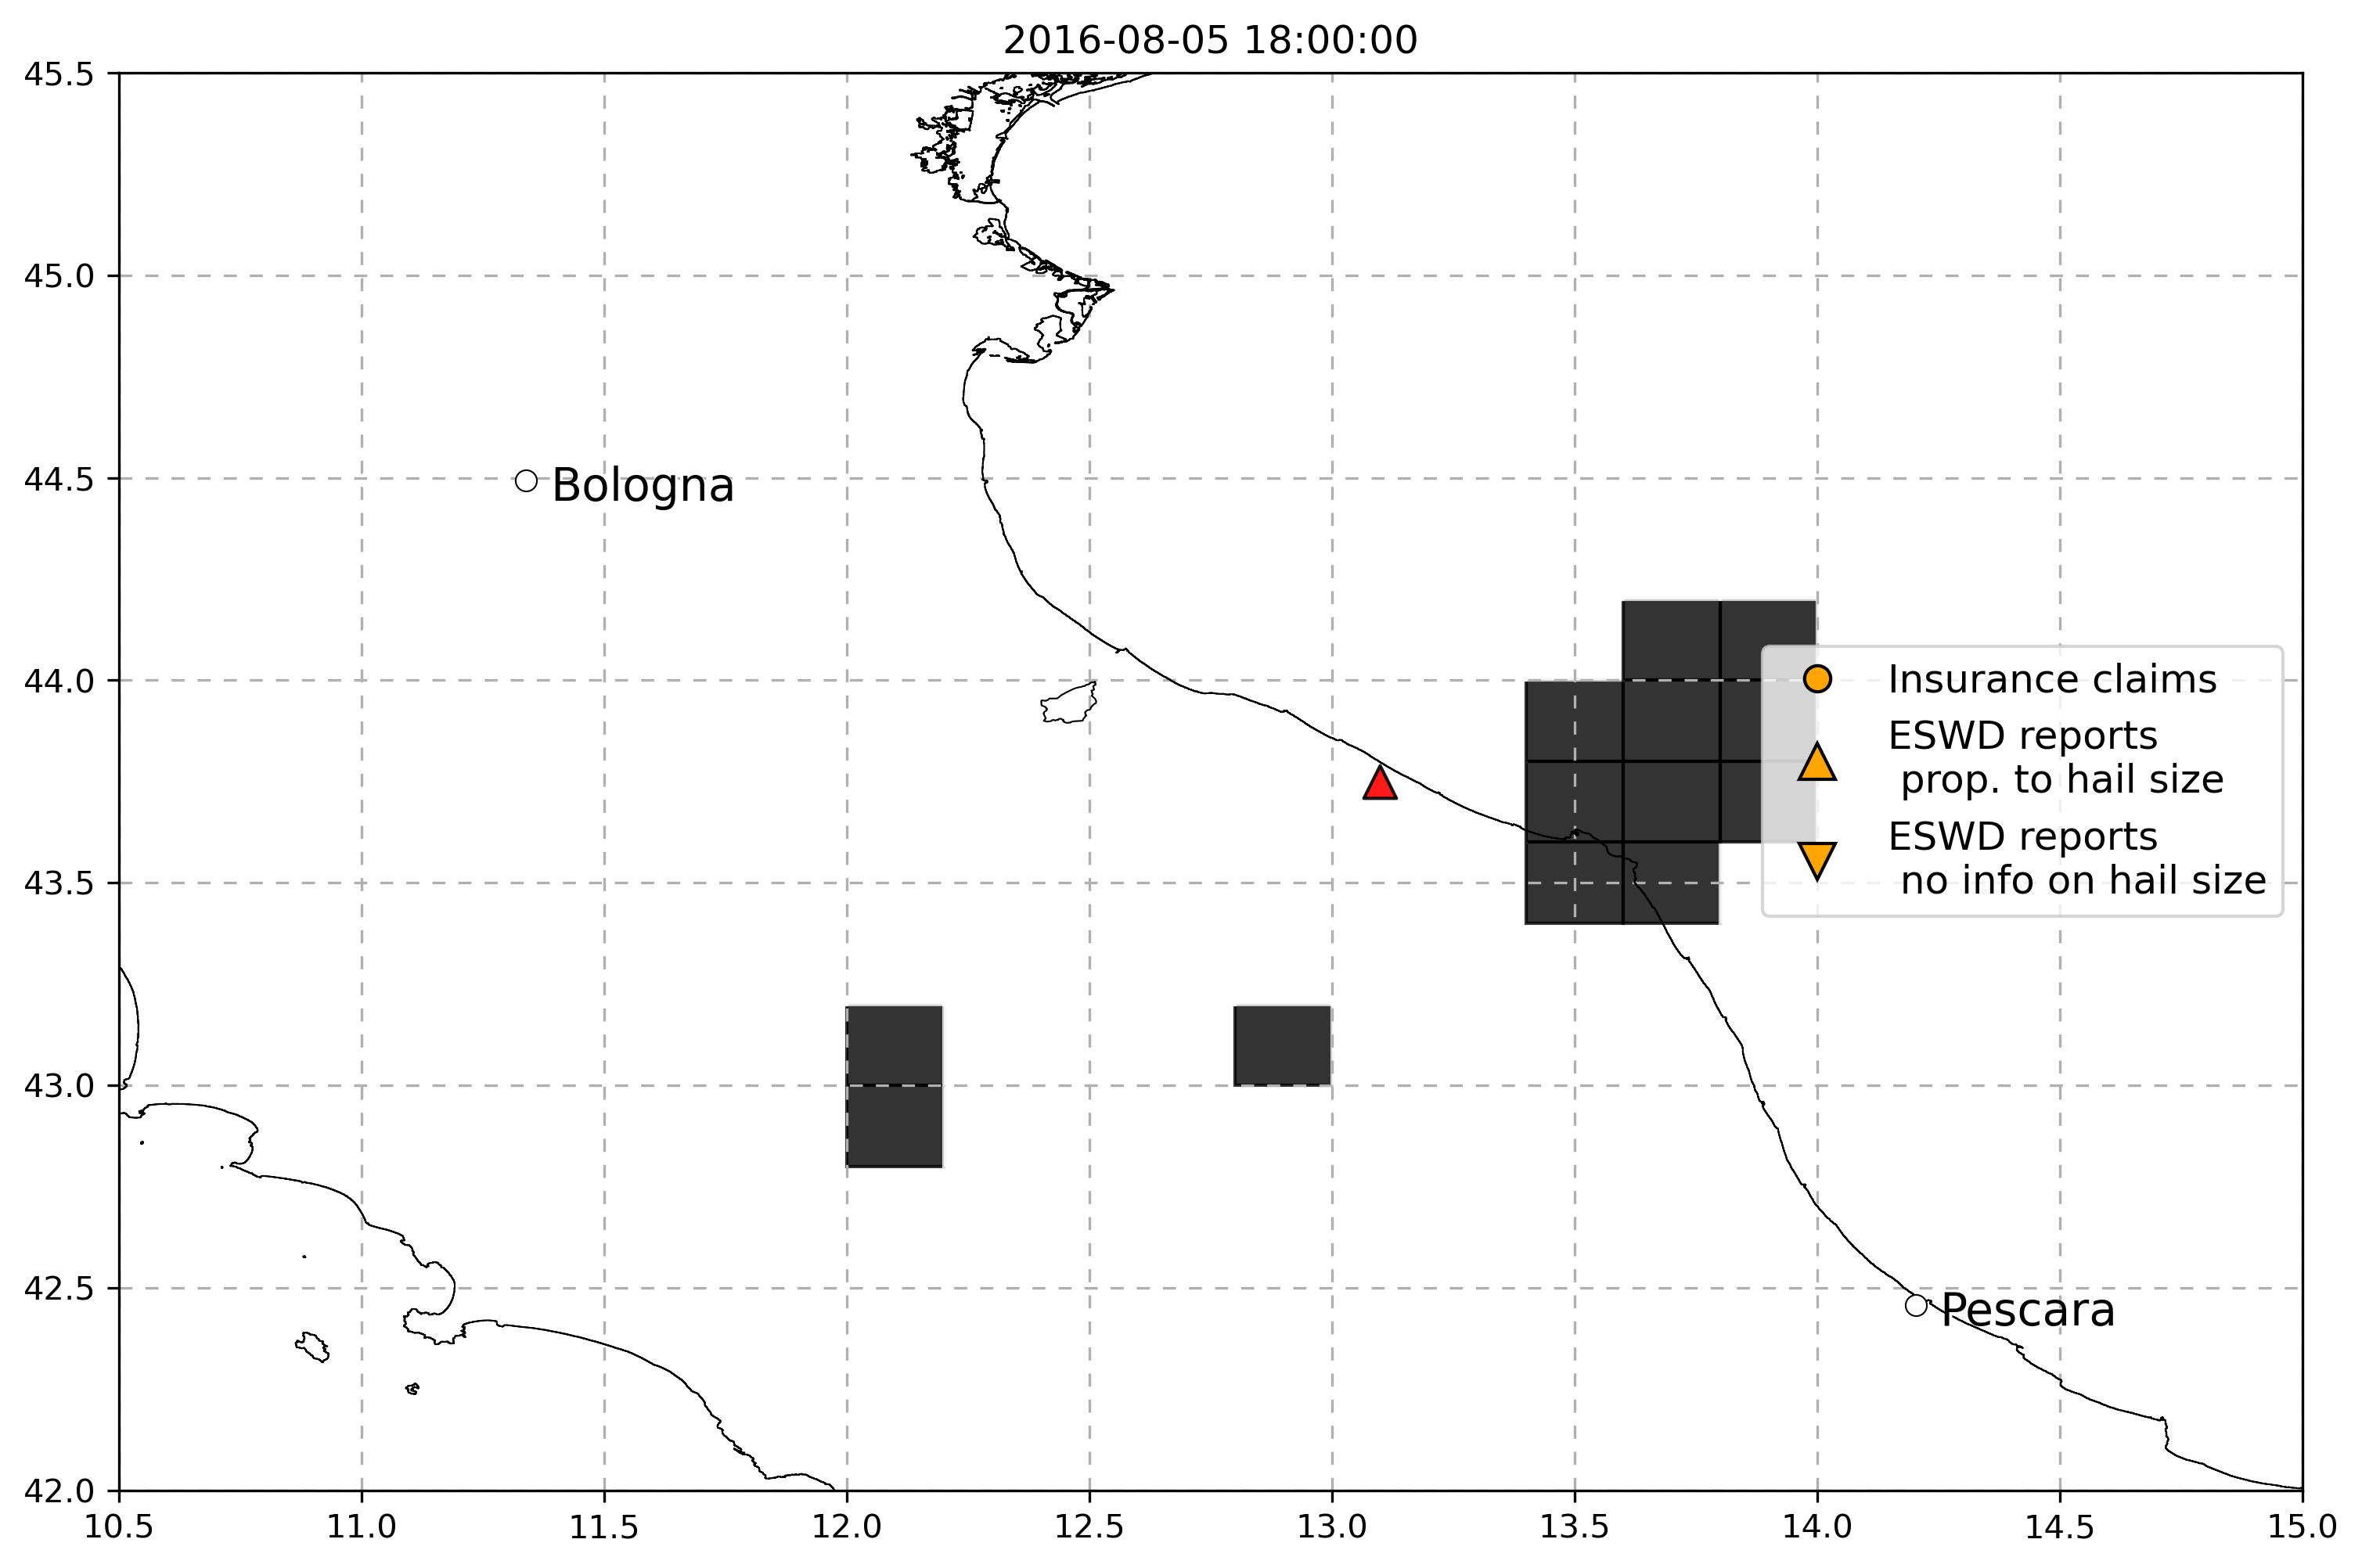 2016-08-05 18:00:00
45.5
45.0
44.5
44.0
43.5
43.0
42.5
42.0
Bologna
Insurance claims
ESWD reports
prop. to hail size
ESWD reports
no info on hail size
Pescara
10.5 11.0 11.5 12.0 12.5 13.0 13.5 14.0 14.5 15.0